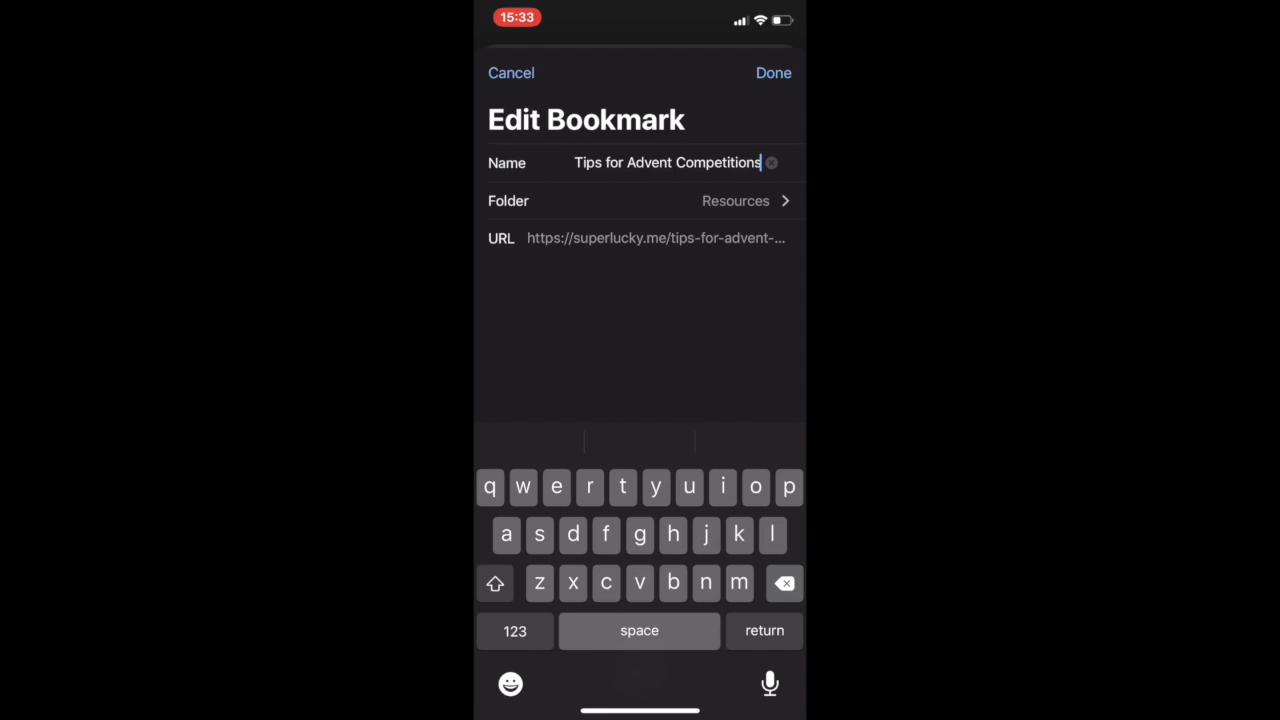 15:33
Cancel Done
Edit Bookmark
Name Tips for Advent Competitions
Folder Resources
URL https://superlucky.me/tips-for-advent-...
q w e r t y u i o p
a s d f g h j k l
z x c v b n m
123 space return